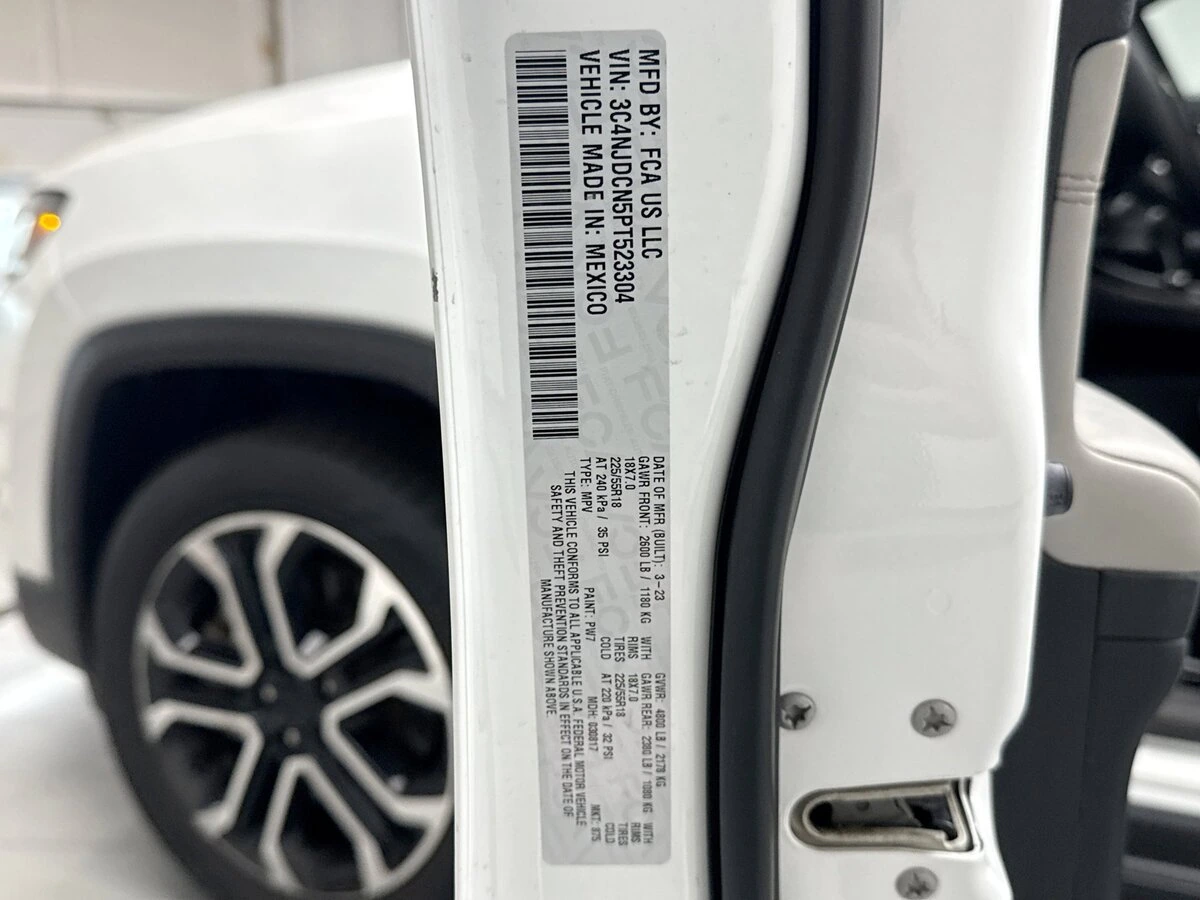 MFD BY: FCA US LLC
VIN: 3C4NJDCN5PT523304
VEHICLE MADE IN: MEXICO
DATE OF MFR (BUILT): 3-23 GVWR: 4800 LB / 2178 KG
GAWR FRONT: 2600 LB / 1180 KG WITH GAWR REAR: 2380 LB / 1080 KG WITH
18X7.0 RIMS 18X7.0 RIMS
225/55R18 TIRES 225/55R18 TIRES
AT 240 kPa / 35 PSI COLD AT 220 kPa / 32 PSI COLD
TYPE: MPV PAINT: PW7 MDH: 030817 MKT: 875
THIS VEHICLE CONFORMS TO ALL APPLICABLE U.S.A. FEDERAL MOTOR VEHICLE
SAFETY AND THEFT PREVENTION STANDARDS IN EFFECT ON THE DATE OF
MANUFACTURE SHOWN ABOVE.